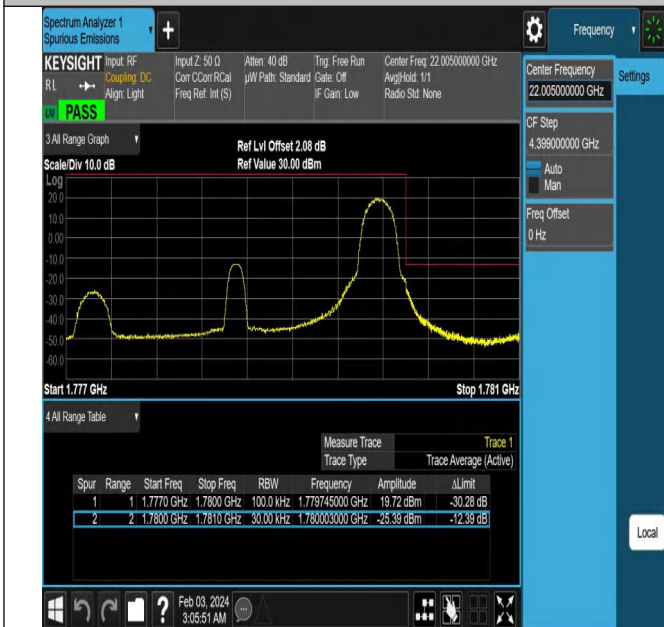 Spectrum Analyzer 1
Spurious Emissions
Frequency
KEYSIGHT
RL
Input: RF
Coupling: DC
Align: Light
Input Z: 50 Ω
Corr CCorr RCal
Freq Ref: Int (S)
Atten: 40 dB
µW Path: Standard
Trig: Free Run
Gate: Off
IF Gain: Low
Center Freq: 22.005000000 GHz
Avg|Hold: 1/1
Radio Std: None
PASS
Center Frequency
22.005000000 GHz
Settings
CF Step
4.399000000 GHz
Auto
Man
Freq Offset
0 Hz
3 All Range Graph
Scale/Div 10.0 dB
Ref Lvl Offset 2.08 dB
Ref Value 30.00 dBm
Log
20.0
10.0
0.00
-10.0
-20.0
-30.0
-40.0
-50.0
-60.0
Start 1.777 GHz
Stop 1.781 GHz
4 All Range Table
Measure Trace Trace 1
Trace Type Trace Average (Active)
Spur Range Start Freq Stop Freq RBW Frequency Amplitude ΔLimit
1 1 1.7770 GHz 1.7800 GHz 100.0 kHz 1.779745000 GHz 19.72 dBm -30.28 dB
2 2 1.7800 GHz 1.7810 GHz 30.00 kHz 1.780003000 GHz -25.39 dBm -12.39 dB
Local
Feb 03, 2024
3:05:51 AM